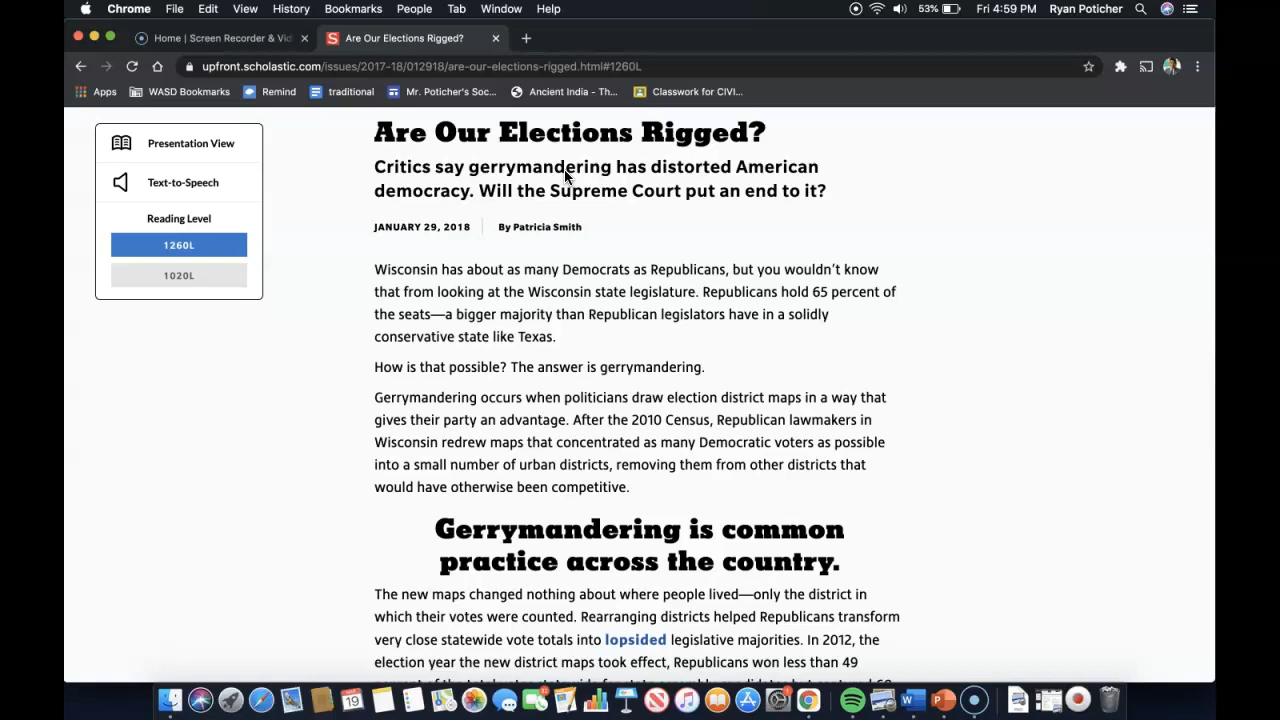 Chrome File Edit View History Bookmarks People Tab Window Help 53% Fri 4:59 PM Ryan Poticher
Home | Screen Recorder & Vid Are Our Elections Rigged?
upfront.scholastic.com/issues/2017-18/012918/are-our-elections-rigged.html#1260L
Apps WASD Bookmarks Remind traditional Mr. Poticher's Soc... Ancient India - Th... Classwork for CIVI...
Presentation View
Text-to-Speech
Reading Level
1260L
1020L
Are Our Elections Rigged?
Critics say gerrymandering has distorted American
democracy. Will the Supreme Court put an end to it?
JANUARY 29, 2018 By Patricia Smith
Wisconsin has about as many Democrats as Republicans, but you wouldn't know
that from looking at the Wisconsin state legislature. Republicans hold 65 percent of
the seats—a bigger majority than Republican legislators have in a solidly
conservative state like Texas.
How is that possible? The answer is gerrymandering.
Gerrymandering occurs when politicians draw election district maps in a way that
gives their party an advantage. After the 2010 Census, Republican lawmakers in
Wisconsin redrew maps that concentrated as many Democratic voters as possible
into a small number of urban districts, removing them from other districts that
would have otherwise been competitive.
Gerrymandering is common
practice across the country.
The new maps changed nothing about where people lived—only the district in
which their votes were counted. Rearranging districts helped Republicans transform
very close statewide vote totals into lopsided legislative majorities. In 2012, the
election year the new district maps took effect, Republicans won less than 49